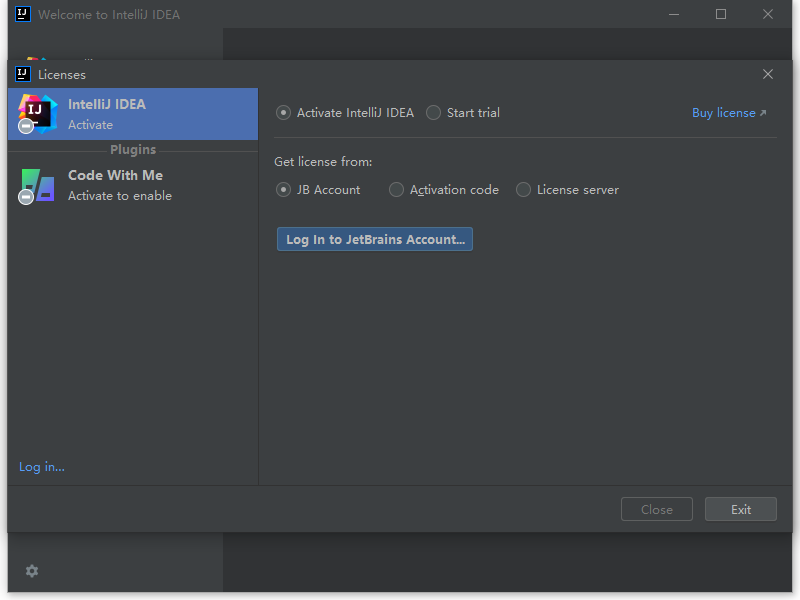 Welcome to IntelliJ IDEA
Licenses
IntelliJ IDEA
Activate
Plugins
Code With Me
Activate to enable
Log in...
Activate IntelliJ IDEA
Start trial
Buy license
Get license from:
JB Account
Activation code
License server
Log In to JetBrains Account...
Close
Exit